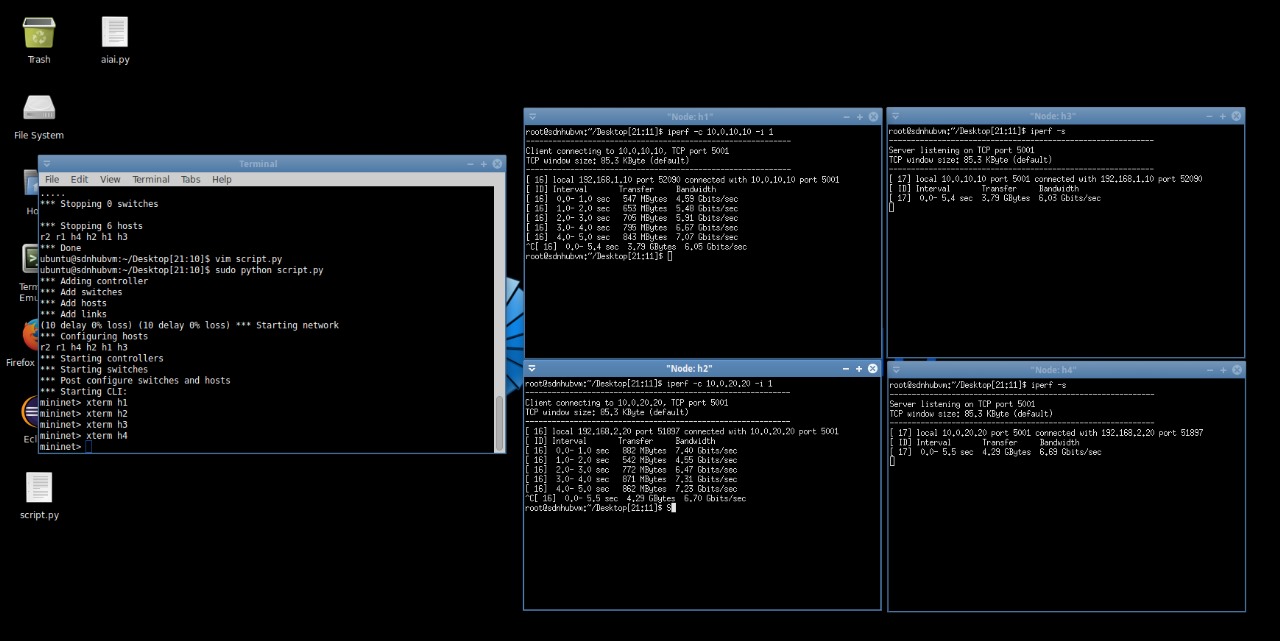 Trash
aiai.py
File System
Ho
Term
Emu
Firefox
Ecl
script.py
Terminal
File Edit View Terminal Tabs Help
.....
*** Stopping 0 switches
*** Stopping 6 hosts
r2 r1 h4 h2 h1 h3
*** Done
ubuntu@sdnhubvm:~/Desktop[21:10]$ vim script.py
ubuntu@sdnhubvm:~/Desktop[21:10]$ sudo python script.py
*** Adding controller
*** Add switches
*** Add hosts
*** Add links
(10 delay 0% loss) (10 delay 0% loss) *** Starting network
*** Configuring hosts
r2 r1 h4 h2 h1 h3
*** Starting controllers
*** Starting switches
*** Post configure switches and hosts
*** Starting CLI:
mininet> xterm h1
mininet> xterm h2
mininet> xterm h3
mininet> xterm h4
mininet>
"Node: h1"
root@sdnhubvm:~/Desktop[21:11]$ iperf -c 10.0.10.10 -i 1
------------------------------------------------------------
Client connecting to 10.0.10.10, TCP port 5001
TCP window size: 85.3 KByte (default)
------------------------------------------------------------
[ 16] local 192.168.1.10 port 52090 connected with 10.0.10.10 port 5001
[ ID] Interval Transfer Bandwidth
[ 16] 0.0- 1.0 sec 547 MBytes 4.59 Gbits/sec
[ 16] 1.0- 2.0 sec 653 MBytes 5.48 Gbits/sec
[ 16] 2.0- 3.0 sec 705 MBytes 5.91 Gbits/sec
[ 16] 3.0- 4.0 sec 795 MBytes 6.67 Gbits/sec
[ 16] 4.0- 5.0 sec 843 MBytes 7.07 Gbits/sec
^C[ 16] 0.0- 5.4 sec 3.79 GBytes 6.05 Gbits/sec
root@sdnhubvm:~/Desktop[21:11]$
"Node: h3"
root@sdnhubvm:~/Desktop[21:11]$ iperf -s
------------------------------------------------------------
Server listening on TCP port 5001
TCP window size: 85.3 KByte (default)
------------------------------------------------------------
[ 17] local 10.0.10.10 port 5001 connected with 192.168.1.10 port 52090
[ ID] Interval Transfer Bandwidth
[ 17] 0.0- 5.4 sec 3.79 GBytes 6.03 Gbits/sec
"Node: h2"
root@sdnhubvm:~/Desktop[21:11]$ iperf -c 10.0.20.20 -i 1
------------------------------------------------------------
Client connecting to 10.0.20.20, TCP port 5001
TCP window size: 85.3 KByte (default)
------------------------------------------------------------
[ 16] local 192.168.2.20 port 51897 connected with 10.0.20.20 port 5001
[ ID] Interval Transfer Bandwidth
[ 16] 0.0- 1.0 sec 882 MBytes 7.40 Gbits/sec
[ 16] 1.0- 2.0 sec 542 MBytes 4.55 Gbits/sec
[ 16] 2.0- 3.0 sec 772 MBytes 6.47 Gbits/sec
[ 16] 3.0- 4.0 sec 871 MBytes 7.31 Gbits/sec
[ 16] 4.0- 5.0 sec 862 MBytes 7.23 Gbits/sec
^C[ 16] 0.0- 5.5 sec 4.29 GBytes 6.70 Gbits/sec
root@sdnhubvm:~/Desktop[21:11]$ S
"Node: h4"
root@sdnhubvm:~/Desktop[21:11]$ iperf -s
------------------------------------------------------------
Server listening on TCP port 5001
TCP window size: 85.3 KByte (default)
------------------------------------------------------------
[ 17] local 10.0.20.20 port 5001 connected with 192.168.2.20 port 51897
[ ID] Interval Transfer Bandwidth
[ 17] 0.0- 5.5 sec 4.29 GBytes 6.69 Gbits/sec